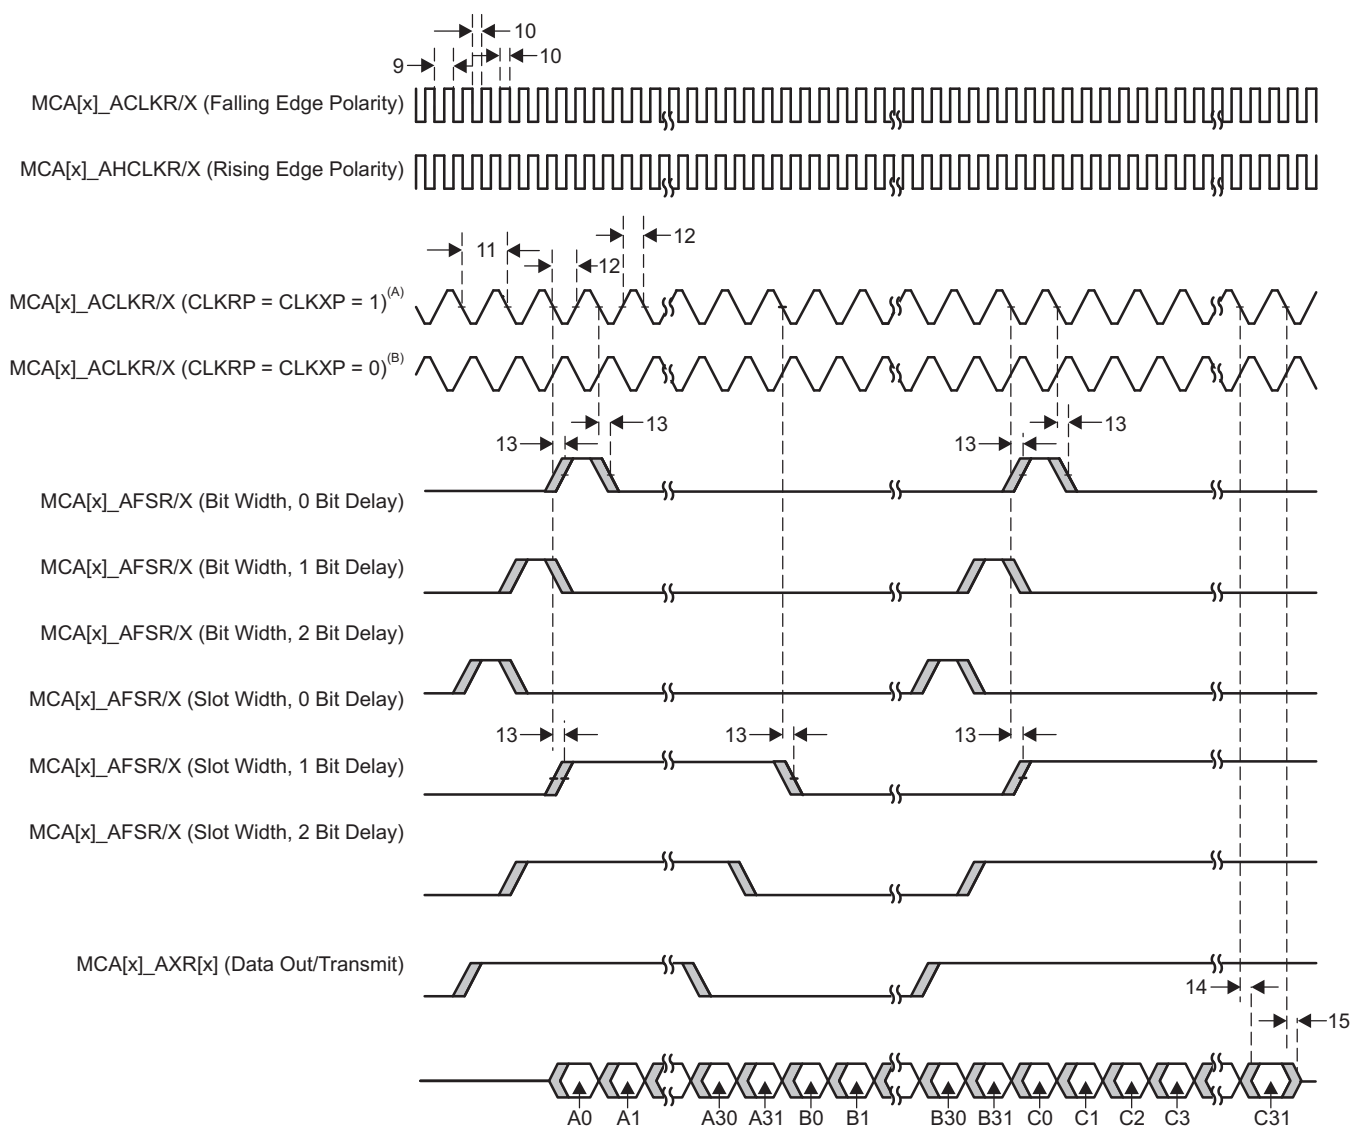 10
10
9
MCA[x]_ACLKR/X (Falling Edge Polarity)
MCA[x]_AHCLKR/X (Rising Edge Polarity)
12
11
12
MCA[x]_ACLKR/X (CLKRP = CLKXP = 1)(A)
MCA[x]_ACLKR/X (CLKRP = CLKXP = 0)(B)
13 13
13 13
MCA[x]_AFSR/X (Bit Width, 0 Bit Delay)
MCA[x]_AFSR/X (Bit Width, 1 Bit Delay)
MCA[x]_AFSR/X (Bit Width, 2 Bit Delay)
MCA[x]_AFSR/X (Slot Width, 0 Bit Delay)
13 13 13
MCA[x]_AFSR/X (Slot Width, 1 Bit Delay)
MCA[x]_AFSR/X (Slot Width, 2 Bit Delay)
MCA[x]_AXR[x] (Data Out/Transmit)
14
15
A0 A1 A30 A31 B0 B1 B30 B31 C0 C1 C2 C3 C31